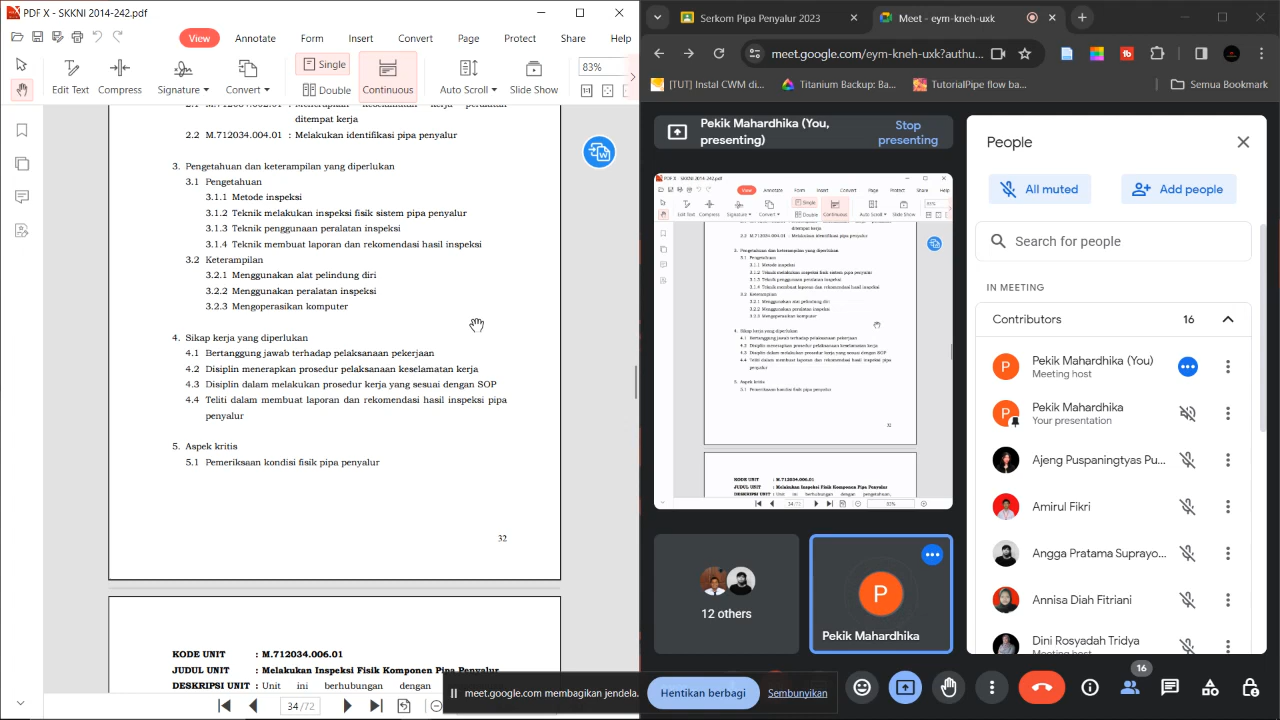 PDF X - SKKNI 2014-242.pdf
View
Annotate
Form
Insert
Convert
Page
Protect
Share
Help
Edit Text
Compress
Signature
Convert
Single
Double
Continuous
Auto Scroll
Slide Show
83%
ditempat kerja
2.2 M.712034.004.01 : Melakukan identifikasi pipa penyalur
3. Pengetahuan dan keterampilan yang diperlukan
3.1 Pengetahuan
3.1.1 Metode inspeksi
3.1.2 Teknik melakukan inspeksi fisik sistem pipa penyalur
3.1.3 Teknik penggunaan peralatan inspeksi
3.1.4 Teknik membuat laporan dan rekomendasi hasil inspeksi
3.2 Keterampilan
3.2.1 Menggunakan alat pelindung diri
3.2.2 Menggunakan peralatan inspeksi
3.2.3 Mengoperasikan komputer
4. Sikap kerja yang diperlukan
4.1 Bertanggung jawab terhadap pelaksanaan pekerjaan
4.2 Disiplin menerapkan prosedur pelaksanaan keselamatan kerja
4.3 Disiplin dalam melakukan prosedur kerja yang sesuai dengan SOP
4.4 Teliti dalam membuat laporan dan rekomendasi hasil inspeksi pipa
penyalur
5. Aspek kritis
5.1 Pemeriksaan kondisi fisik pipa penyalur
32
KODE UNIT : M.712034.006.01
JUDUL UNIT : Melakukan Inspeksi Fisik Komponen Pipa Penyalur
DESKRIPSI UNIT : Unit ini berhubungan dengan
34 /72
meet.google.com membagikan jendela.
Hentikan berbagi
Sembunyikan
Serkom Pipa Penyalur 2023
Meet - eym-kneh-uxk
meet.google.com/eym-kneh-uxk?authu...
[TUT] Instal CWM di...
Titanium Backup: Ba...
TutorialPipe flow ba...
Semua Bookmark
Pekik Mahardhika (You,
presenting)
Stop
presenting
12 others
P
Pekik Mahardhika
People
All muted
Add people
Search for people
IN MEETING
Contributors 16
P
Pekik Mahardhika (You)
Meeting host
P
Pekik Mahardhika
Your presentation
Ajeng Puspaningtyas Pu...
Amirul Fikri
Angga Pratama Suprayo...
Annisa Diah Fitriani
Dini Rosyadah Tridya
16